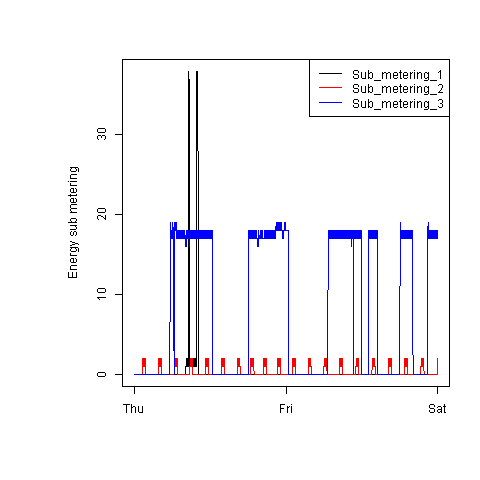 Sub_metering_1
Sub_metering_2
Sub_metering_3
Energy sub metering
30
20
10
0
Thu Fri Sat